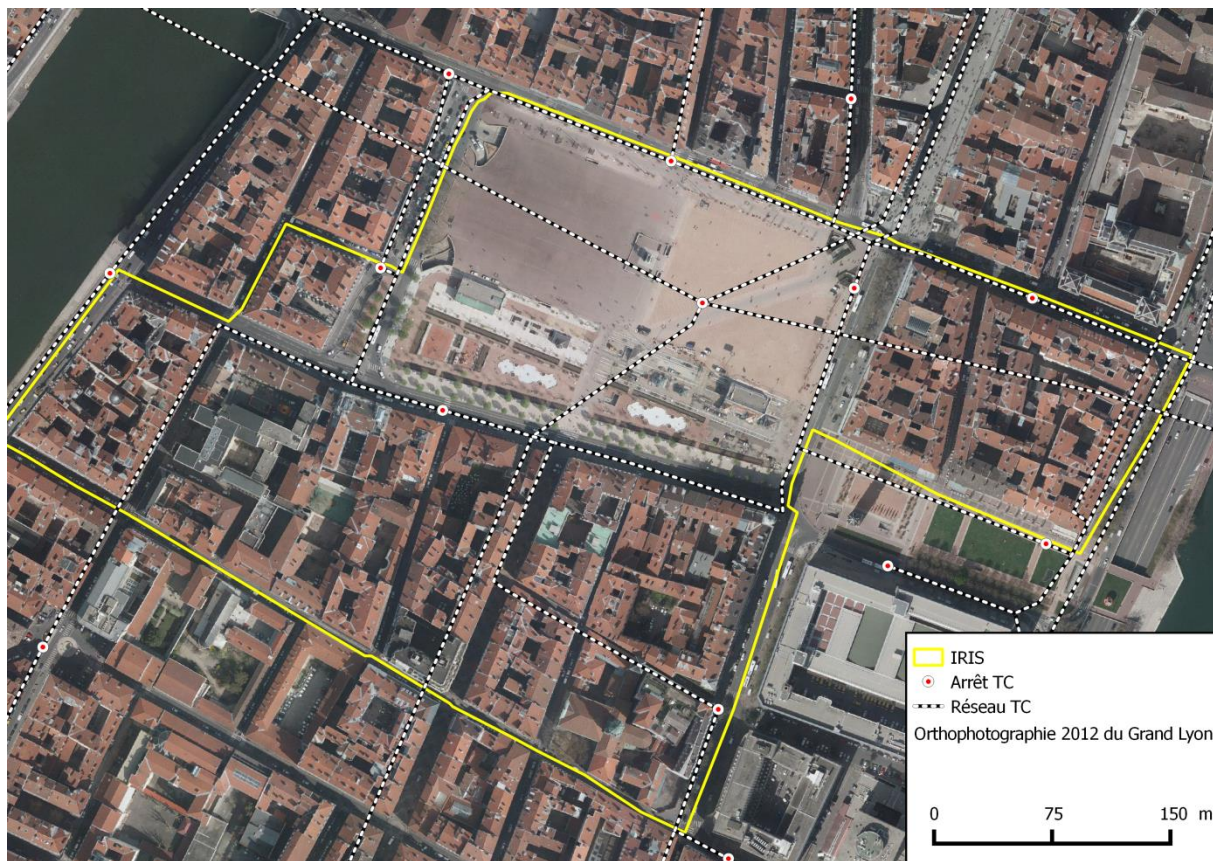 IRIS
Arrêt TC
Réseau TC
Orthophotographie 2012 du Grand Lyon
0 75 150 m